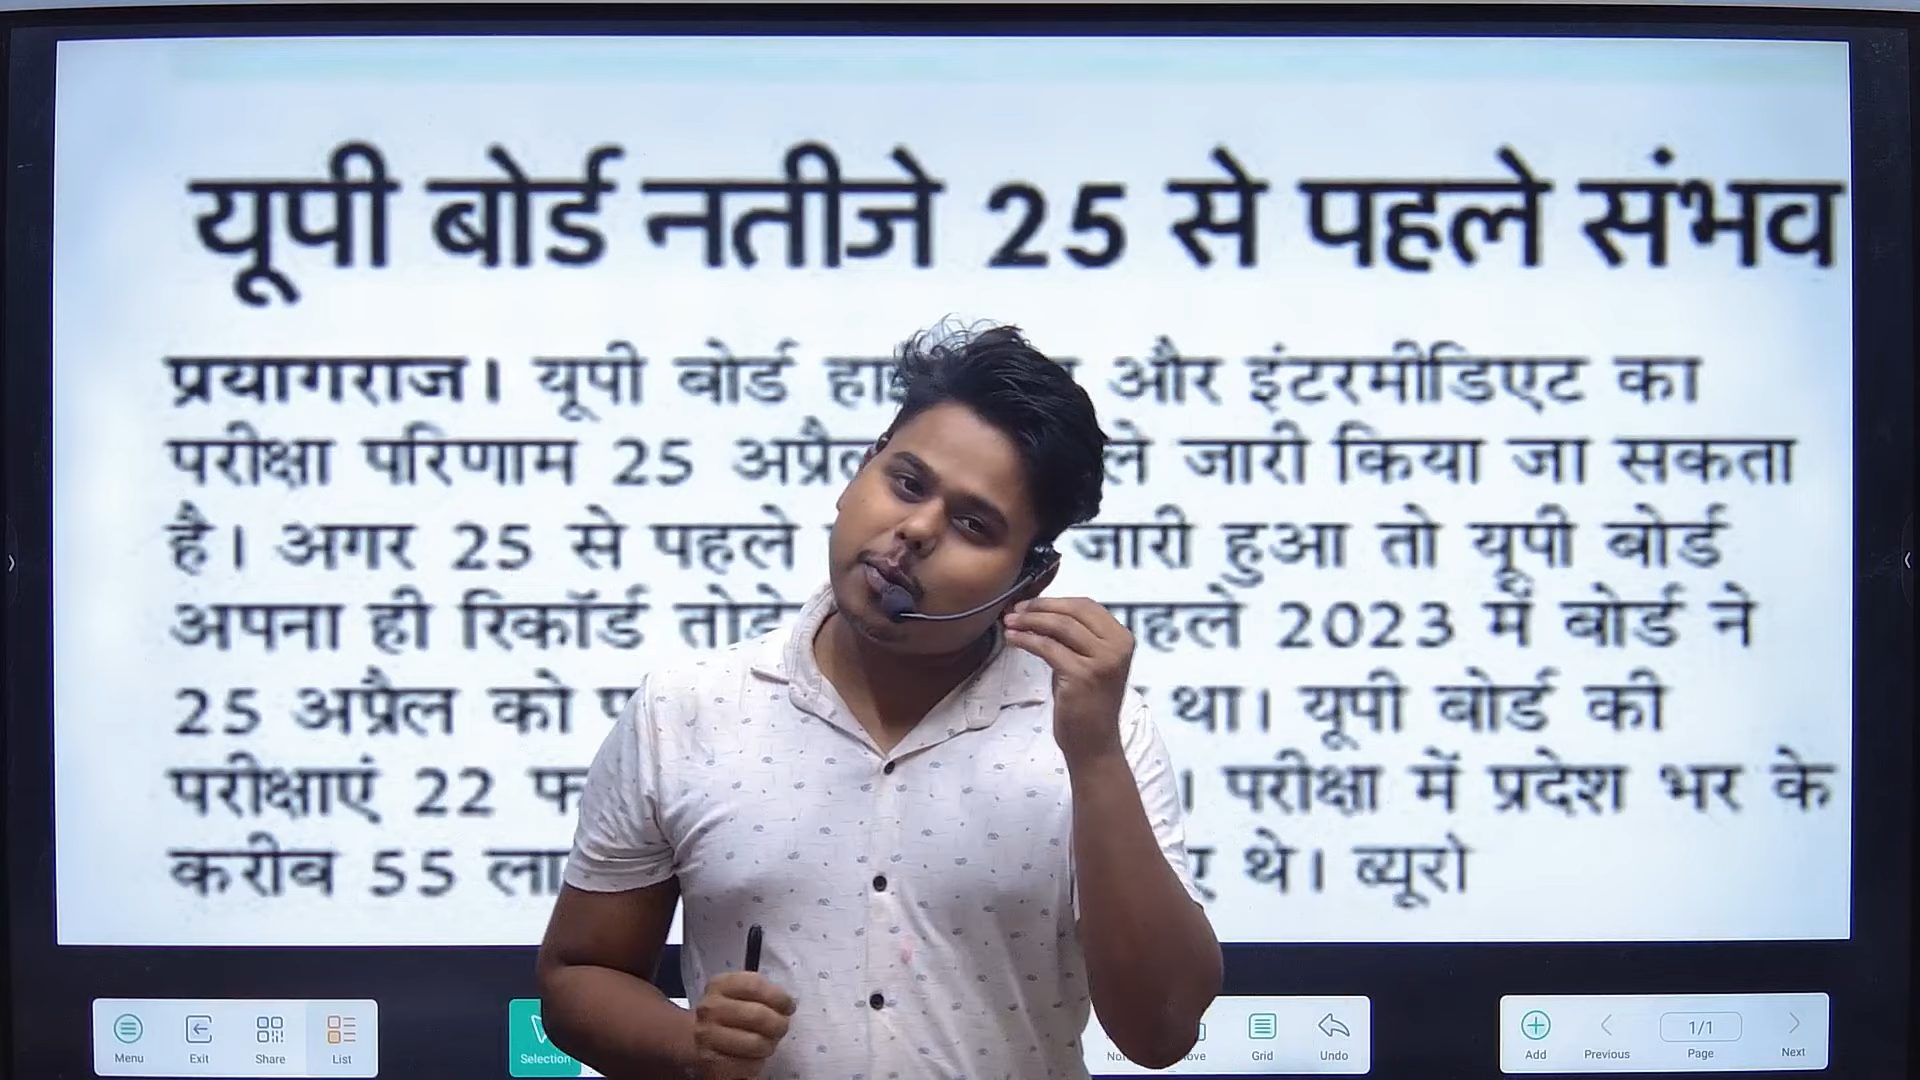 यूपी बोर्ड नतीजे 25 से पहले संभव
प्रयागराज। यूपी बोर्ड और इंटरमीडिएट का
परीक्षा परिणाम 25 जारी किया जा सकता
है। अगर 25 से पहले जारी हुआ तो यूपी बोर्ड
अपना ही रिकॉर्ड 2023 में बोर्ड ने
25 अप्रैल को था। यूपी बोर्ड की
परीक्षाएं 22 । परीक्षा में प्रदेश भर के
करीब 55 थे। ब्यूरो
Menu Exit Share List Selection Grid Undo Add Previous 1/1 Page Next